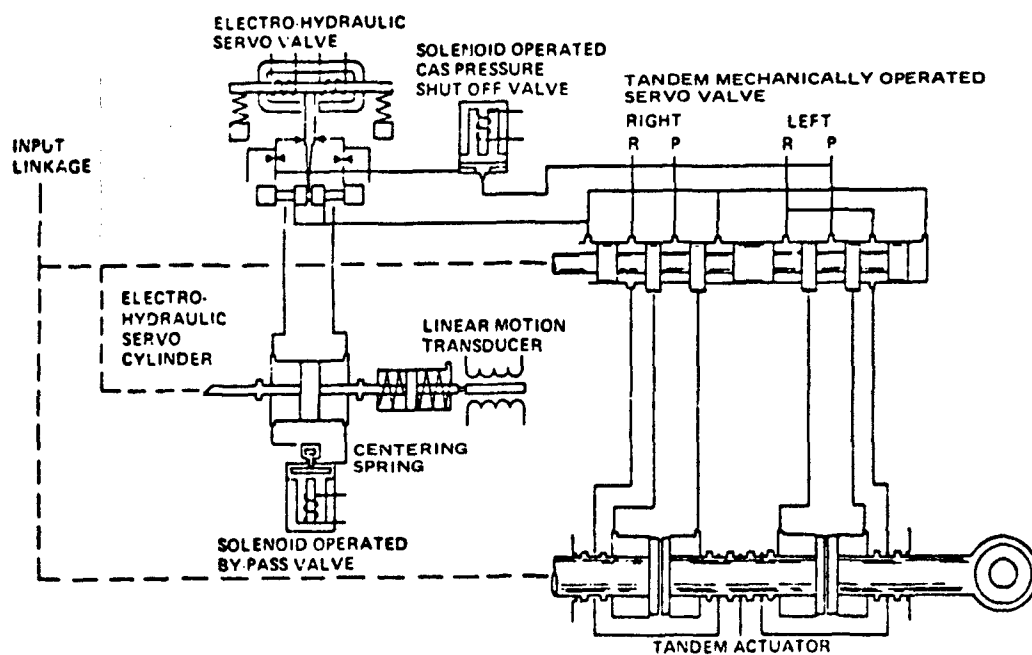 ELECTRO-HYDRAULIC
SERVO VALVE
SOLENOID OPERATED
CAS PRESSURE
SHUT OFF VALVE
TANDEM MECHANICALLY OPERATED
SERVO VALVE
RIGHT
LEFT
R P
R P
INPUT
LINKAGE
ELECTRO-
HYDRAULIC
SERVO
CYLINDER
LINEAR MOTION
TRANSDUCER
CENTERING
SPRING
SOLENOID OPERATED
BY-PASS VALVE
TANDEM ACTUATOR